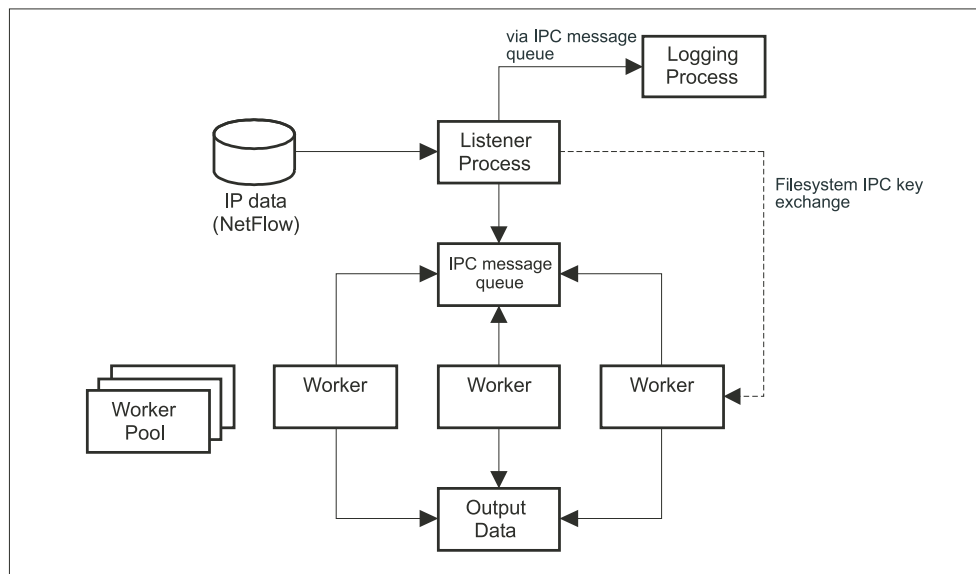 via IPC message
queue
Logging
Process
Listener
Process
IP data
(NetFlow)
Filesystem IPC key
exchange
IPC message
queue
Worker
Worker
Worker
Worker
Pool
Output
Data